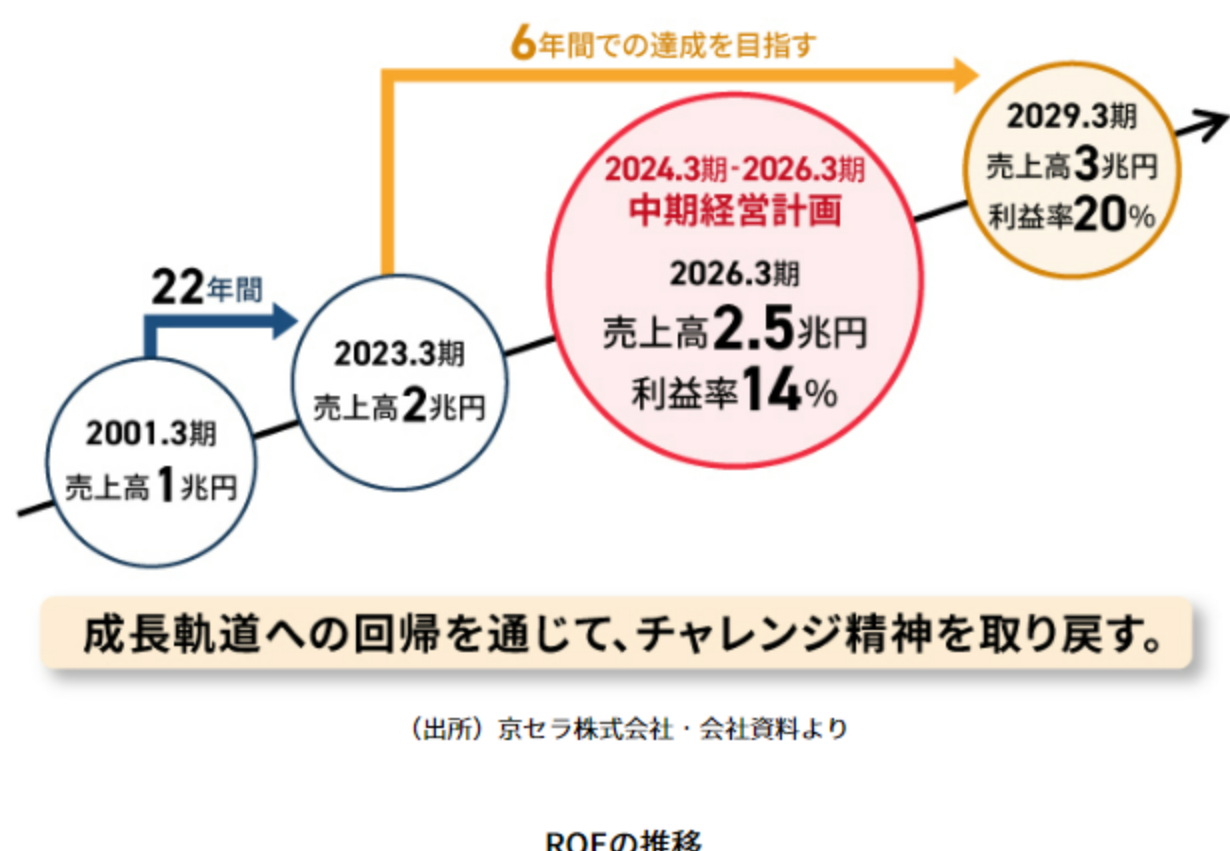 6年間での達成を目指す
2029.3期
売上高3兆円
利益率20%
2024.3期-2026.3期
中期経営計画
2026.3期
売上高2.5兆円
利益率14%
22年間
2023.3期
売上高2兆円
2001.3期
売上高1兆円
成長軌道への回帰を通じて、チャレンジ精神を取り戻す。
（出所）京セラ株式会社・会社資料より
ROEの推移